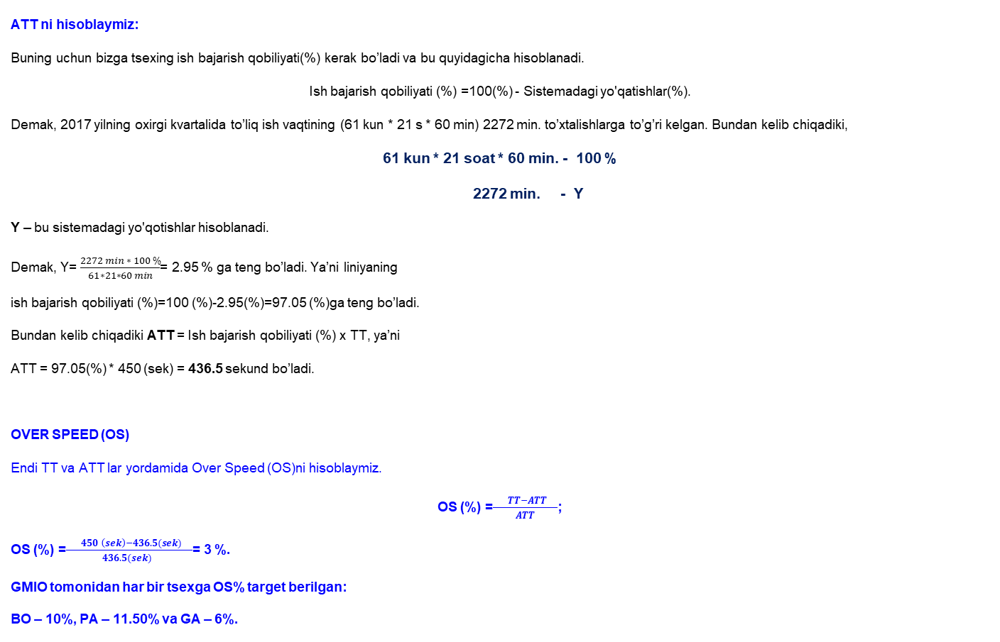 ATT ni hisoblaymiz:
Buning uchun bizga tsexing ish bajarish qobiliyati(%) kerak bo’ladi va bu quyidagicha hisoblanadi.
Ish bajarish qobiliyati (%) =100(%) - Sistemadagi yo'qatishlar(%).
Demak, 2017 yilning oxirgi kvartalida to’liq ish vaqtining (61 kun * 21 s * 60 min) 2272 min. to’xtalishlarga to’g’ri kelgan. Bundan kelib chiqadiki,
61 kun * 21 soat * 60 min. - 100 %
2272 min. - Y
Y – bu sistemadagi yo'qotishlar hisoblanadi.
Demak, Y= \frac{2272 min * 100 %}{61*21*60 min} = 2.95 % ga teng bo’ladi. Ya’ni liniyaning
ish bajarish qobiliyati (%)=100 (%)-2.95(%)=97.05 (%)ga teng bo’ladi.
Bundan kelib chiqadiki ATT = Ish bajarish qobiliyati (%) x TT, ya’ni
ATT = 97.05(%) * 450 (sek) = 436.5 sekund bo’ladi.
OVER SPEED (OS)
Endi TT va ATT lar yordamida Over Speed (OS)ni hisoblaymiz.
OS (%) = \frac{TT−ATT}{ATT} ;
OS (%) = \frac{450 (sek)−436.5(sek)}{436.5(sek)} = 3 %.
GMIO tomonidan har bir tsexga OS% target berilgan:
BO – 10%, PA – 11.50% va GA – 6%.